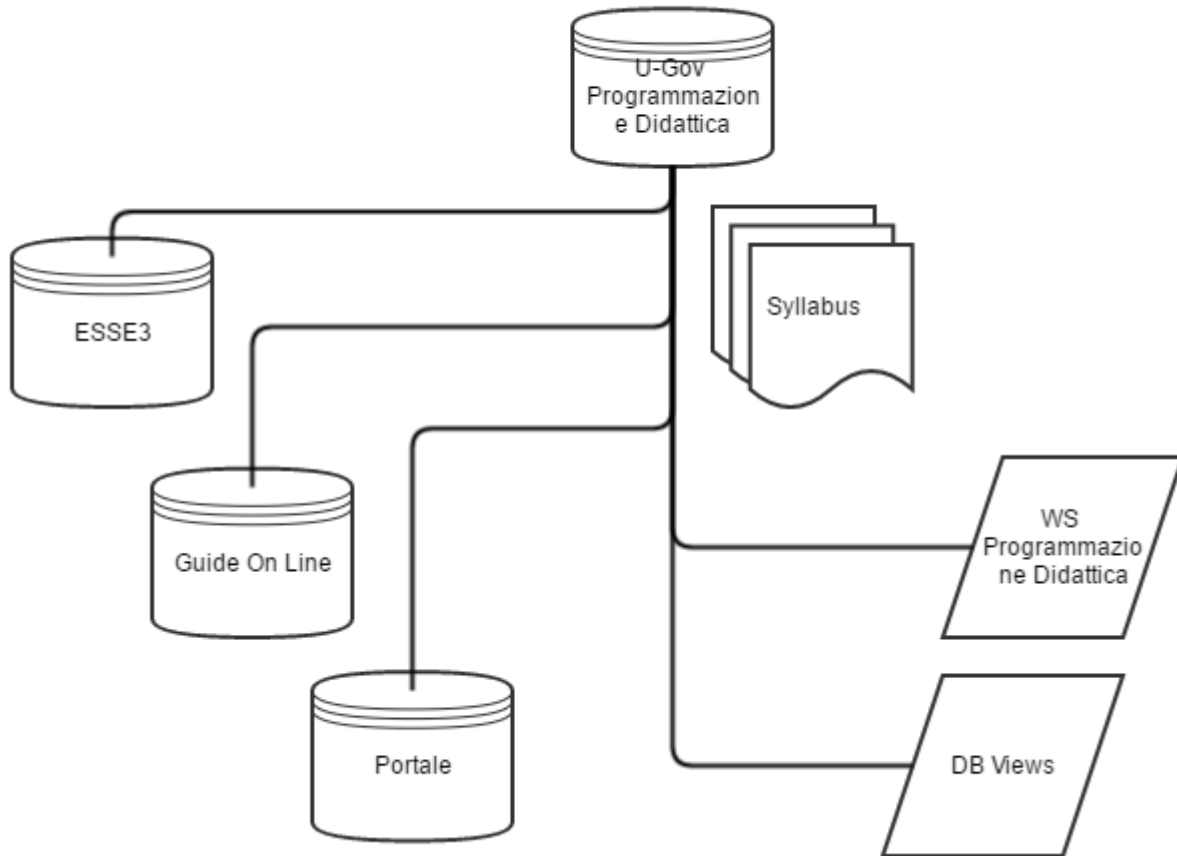 U-Gov
Programmazion
e Didattica
ESSE3
Syllabus
Guide On Line
WS
Programmazio
ne Didattica
Portale
DB Views